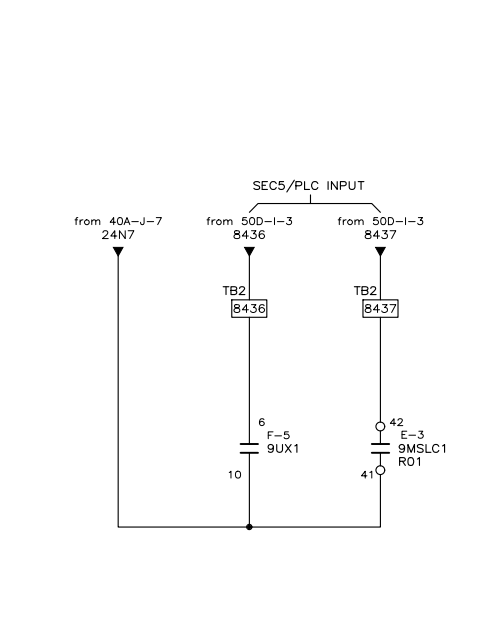 SEC5/PLC INPUT
from 40A-J-7
24N7
from 50D-I-3
8436
from 50D-I-3
8437
TB2
8436
TB2
8437
6
F-5
9UX1
10
42
E-3
9MSLC1
R01
41